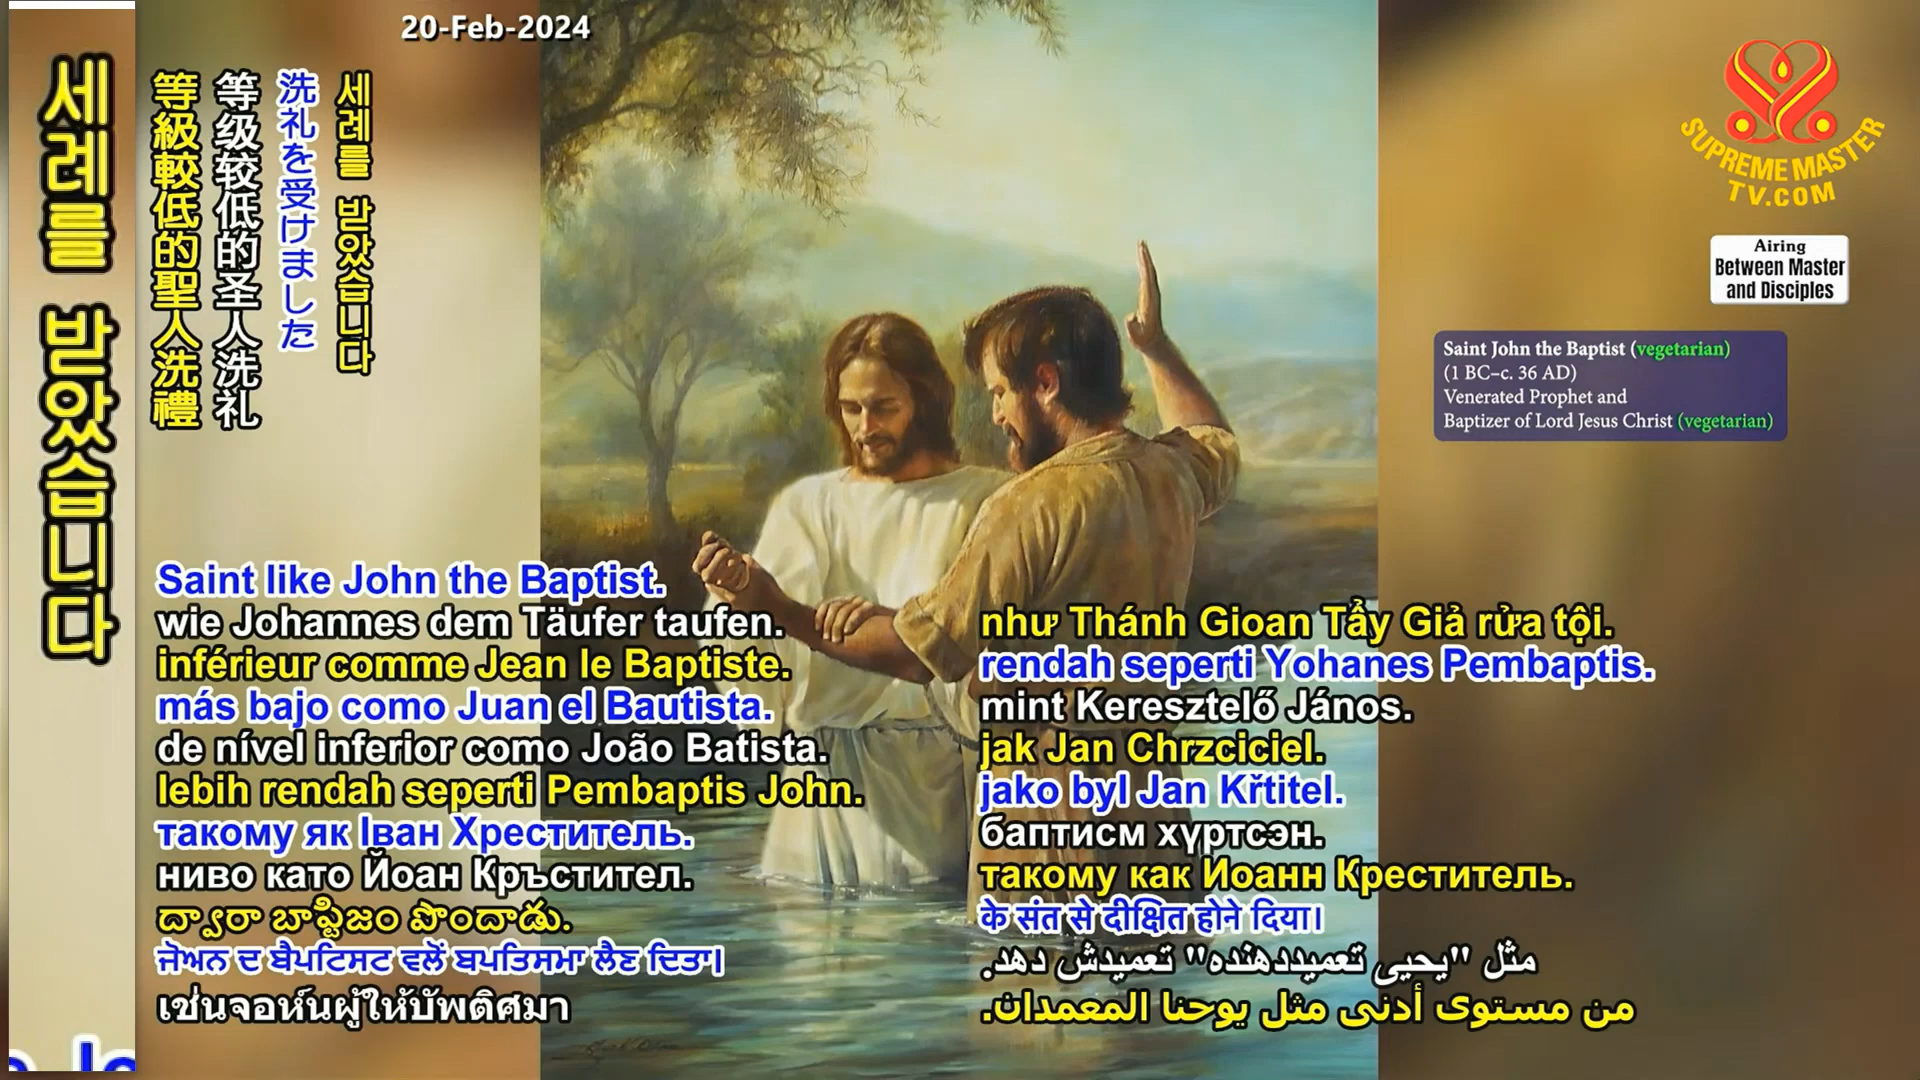 20-Feb-2024
세례를 받았습니다
等級較低的聖人洗禮
等级较低的圣人洗礼
洗礼を受けました
세례를 받았습니다
SUPREME MASTER
TV.COM
Airing
Between Master
and Disciples
Saint John the Baptist (vegetarian)
(1 BC–c. 36 AD)
Venerated Prophet and
Baptizer of Lord Jesus Christ (vegetarian)
Saint like John the Baptist.
wie Johannes dem Täufer taufen.
inférieur comme Jean le Baptiste.
más bajo como Juan el Bautista.
de nível inferior como João Batista.
lebih rendah seperti Pembaptis John.
такому як Іван Хреститель.
ниво като Йоан Кръстител.
ద్వారా బాప్టిజం పొందాడు.
ਜੋਅਨ ਦ ਬੈਪਟਿਸਟ ਵਲੋਂ ਬਪਤਿਸਮਾ ਲੈਣ ਦਿਤਾ।
เช่นจอห์นผู้ให้บัพติศมา
như Thánh Gioan Tẩy Giả rửa tội.
rendah seperti Yohanes Pembaptis.
mint Keresztelő János.
jak Jan Chrzciciel.
jako byl Jan Křtitel.
баптисм хүртсэн.
такому как Иоанн Креститель.
के संत से दीक्षित होने दिया।
مثل "یحیی تعمیددهنده" تعمیدش دهد.
من مستوى أدنى مثل يوحنا المعمدان.